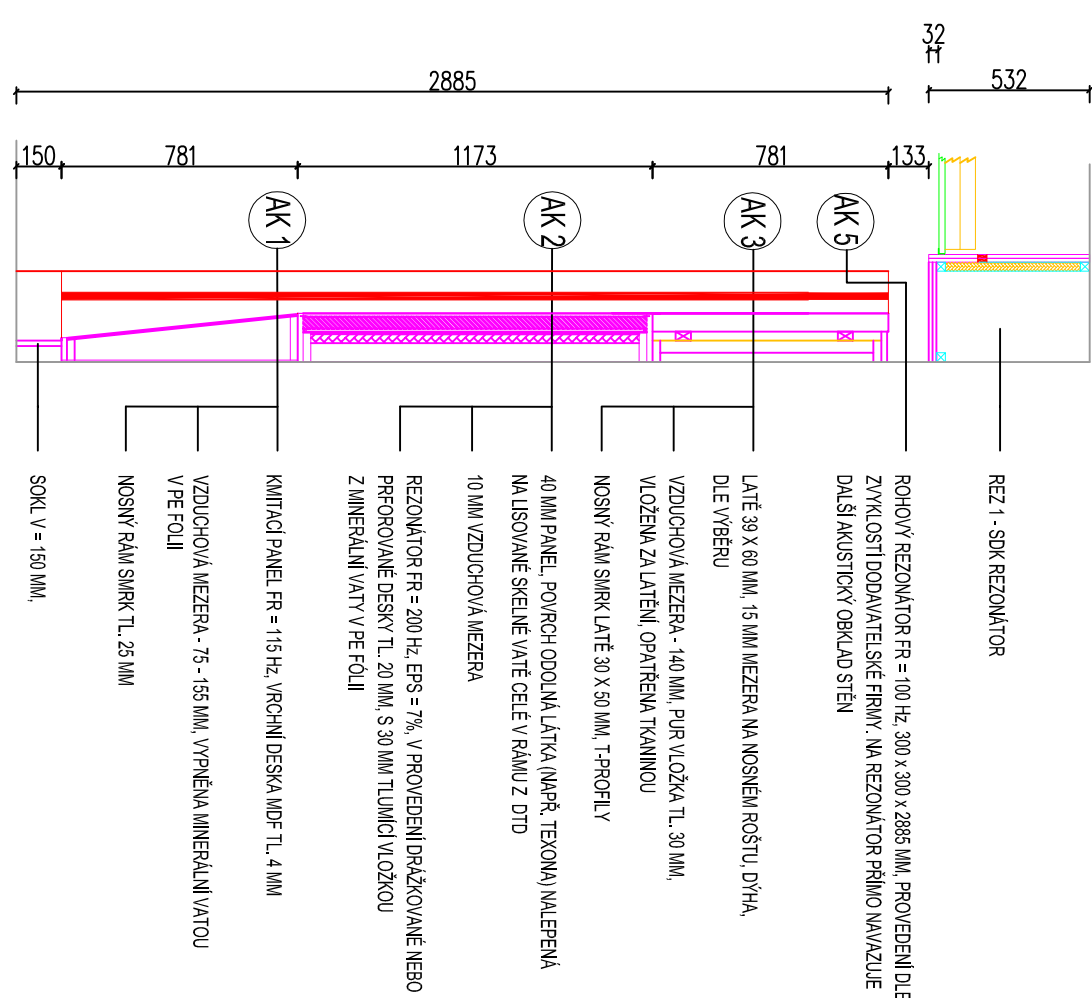 32
2885
532
150
781
1173
781
133
AK 1
AK 2
AK 3
AK 5
REZ 1 - SDK REZONÁTOR
ROHOVÝ REZONÁTOR FR = 100 Hz, 300 x 300 x 2885 MM, PROVEDENÍ DLE
ZVYKLOSTÍ DODAVATELSKÉ FIRMY. NA REZONÁTOR PŘÍMO NAVAZUJE
DALŠÍ AKUSTICKÝ OBKLAD STĚN
LATĚ 39 X 60 MM, 15 MM MEZERA NA NOSNÉM ROŠTU, DÝHA,
DLE VÝBĚRU
VZDUCHOVÁ MEZERA - 140 MM, PUR VLOŽKA TL. 30 MM,
VLOŽENA ZA LATĚNÍ, OPATŘENA TKANINOU
NOSNÝ RÁM SMRK LATĚ 30 X 50 MM, T-PROFILY
40 MM PANEL, POVRCH ODOLNÁ LÁTKA (NAPŘ. TEXONA) NALEPENÁ
NA LISOVANÉ SKELNÉ VATĚ CELÉ V RÁMU Z DTD
10 MM VZDUCHOVÁ MEZERA
REZONÁTOR FR = 200 Hz, EPS = 7%, V PROVEDENÍ DRÁŽKOVANÉ NEBO
PRFOROVANÉ DESKY TL. 20 MM, S 30 MM TLUMÍCÍ VLOŽKOU
Z MINERÁLNÍ VATY V PE FÓLII
KMITACÍ PANEL FR = 115 Hz, VRCHNÍ DESKA MDF TL. 4 MM
VZDUCHOVÁ MEZERA - 75 - 155 MM, VYPNĚNA MINERÁLNÍ VATOU
V PE FOLII
NOSNÝ RÁM SMRK TL. 25 MM
SOKL V = 150 MM,